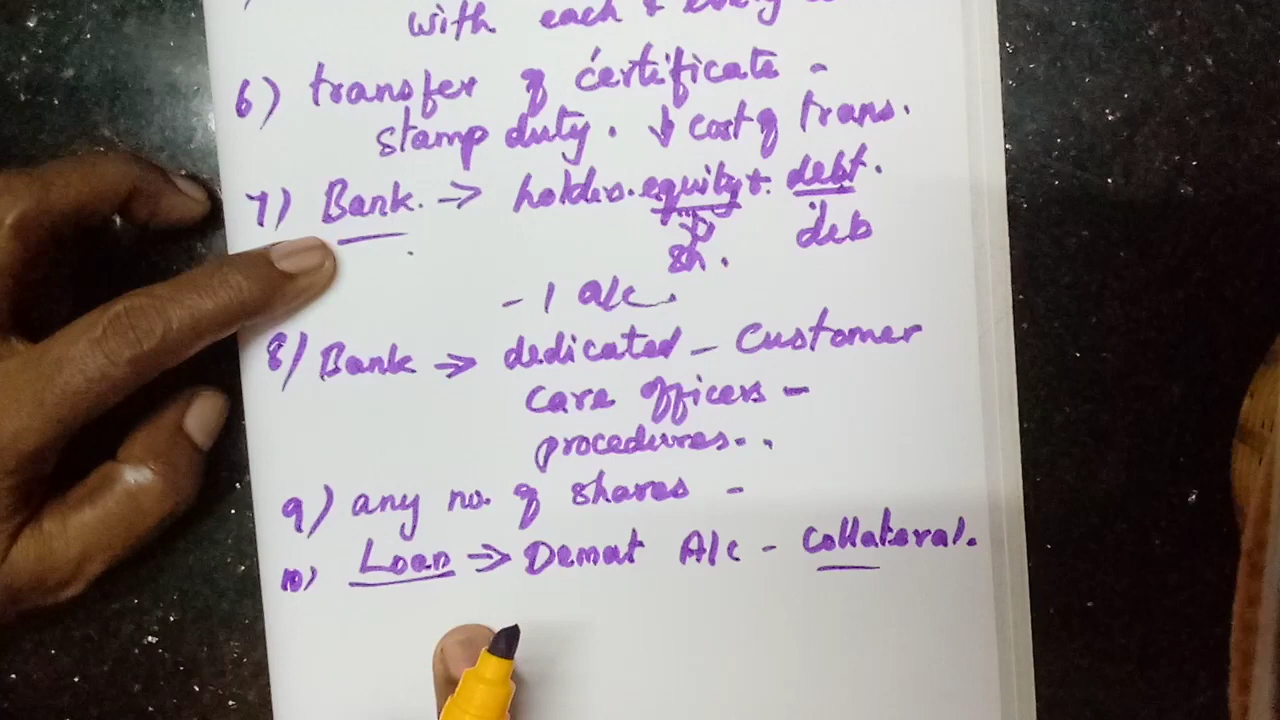 with each & every
6) transfer of certificate -
stamp duty. ↓ cost of trans.
7) Bank. → holder. equity & debt.
sh. deb
- 1 a/c.
8) Bank → dedicated - Customer
care officers -
procedures..
9) any no. of shares -
10) Loan → Demat A/c - Collateral.